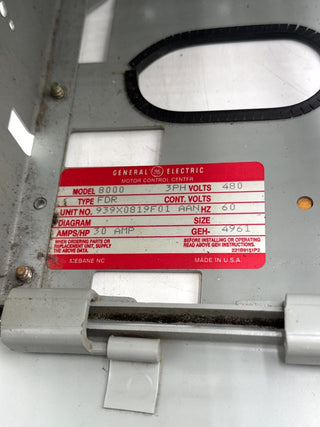 GENERAL GE ELECTRIC
MOTOR CONTROL CENTER
MODEL 8000 3PH VOLTS 480
TYPE FDR CONT. VOLTS
UNIT NO. 939X0819F01 AAN HZ 60
DIAGRAM SIZE
AMPS/HP 30 AMP GEH- 4961
WHEN ORDERING PARTS OR BEFORE INSTALLING OR OPERATING
REPLACEMENT UNIT, SUPPLY READ ABOVE GEH INSTRUCTIONS.
THE DATA ABOVE
MEBANE NC MADE IN U.S.A.